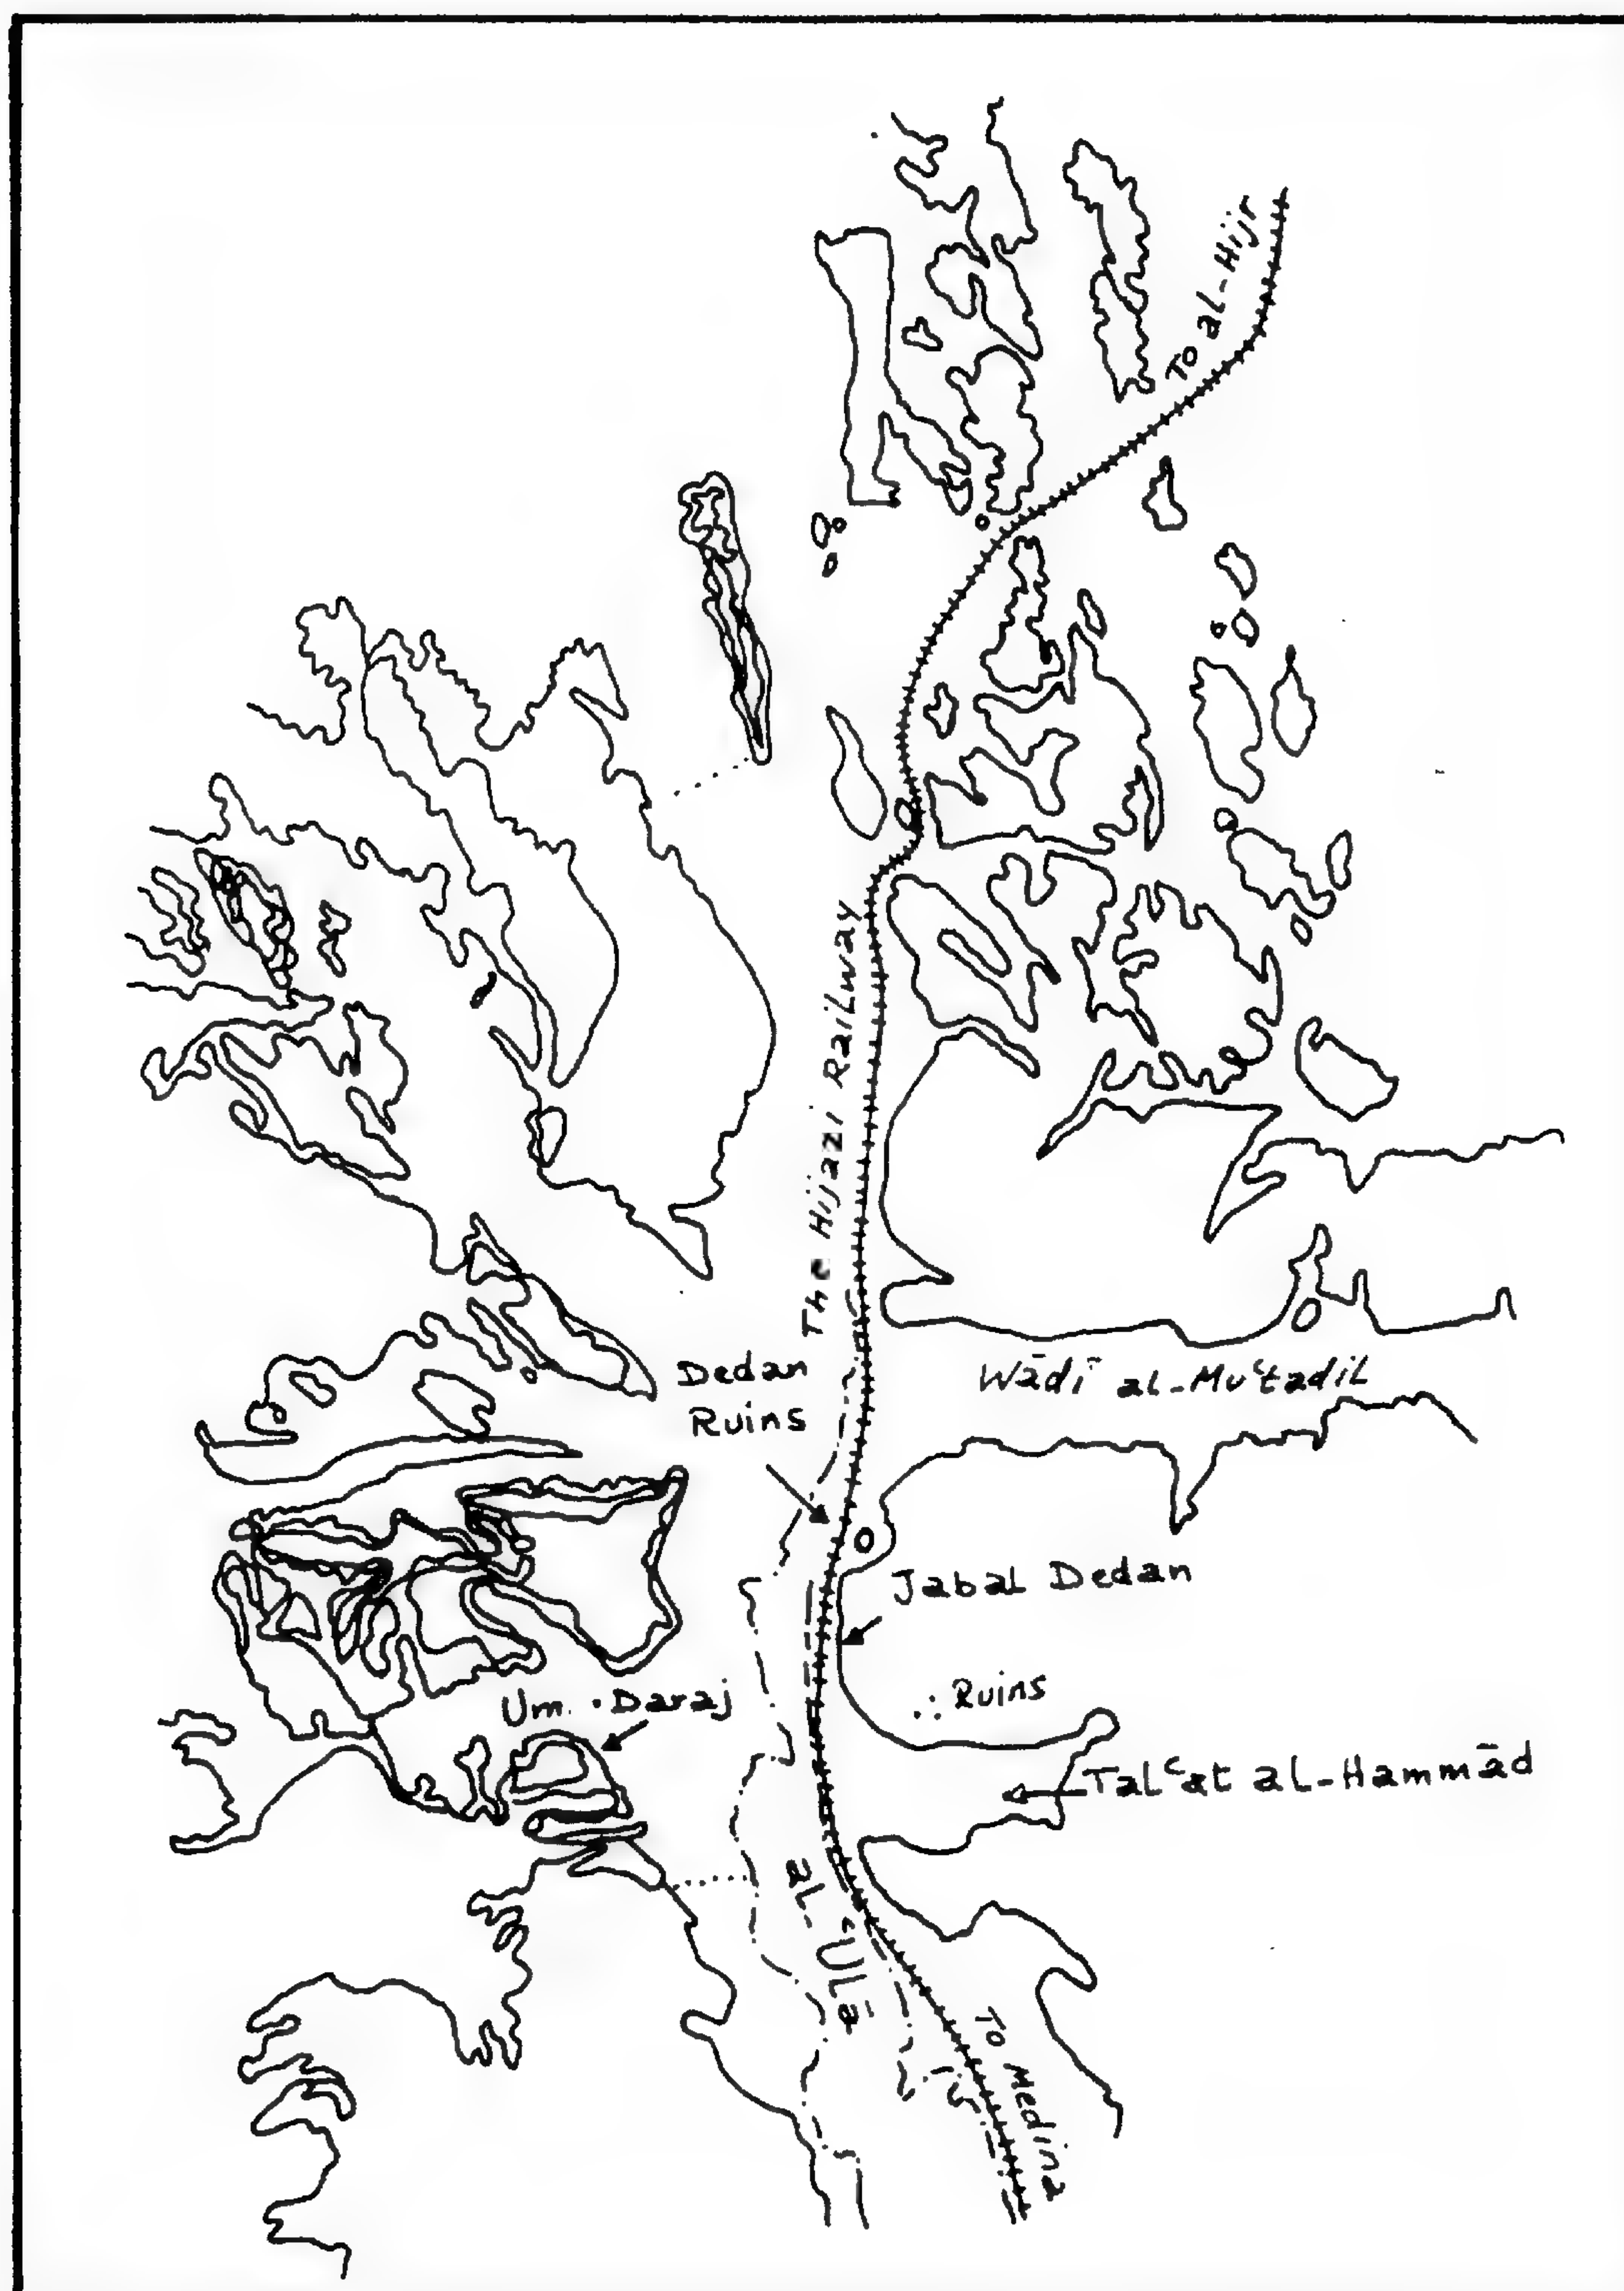 To al-Hijr
The Hijazi Railway
Dedan
Ruins
Wādī al-Muʿtadil
Jabal Dedan
Ruins
Um. Daraj
Talʿat al-Hammād
al-Ulā
To Medina